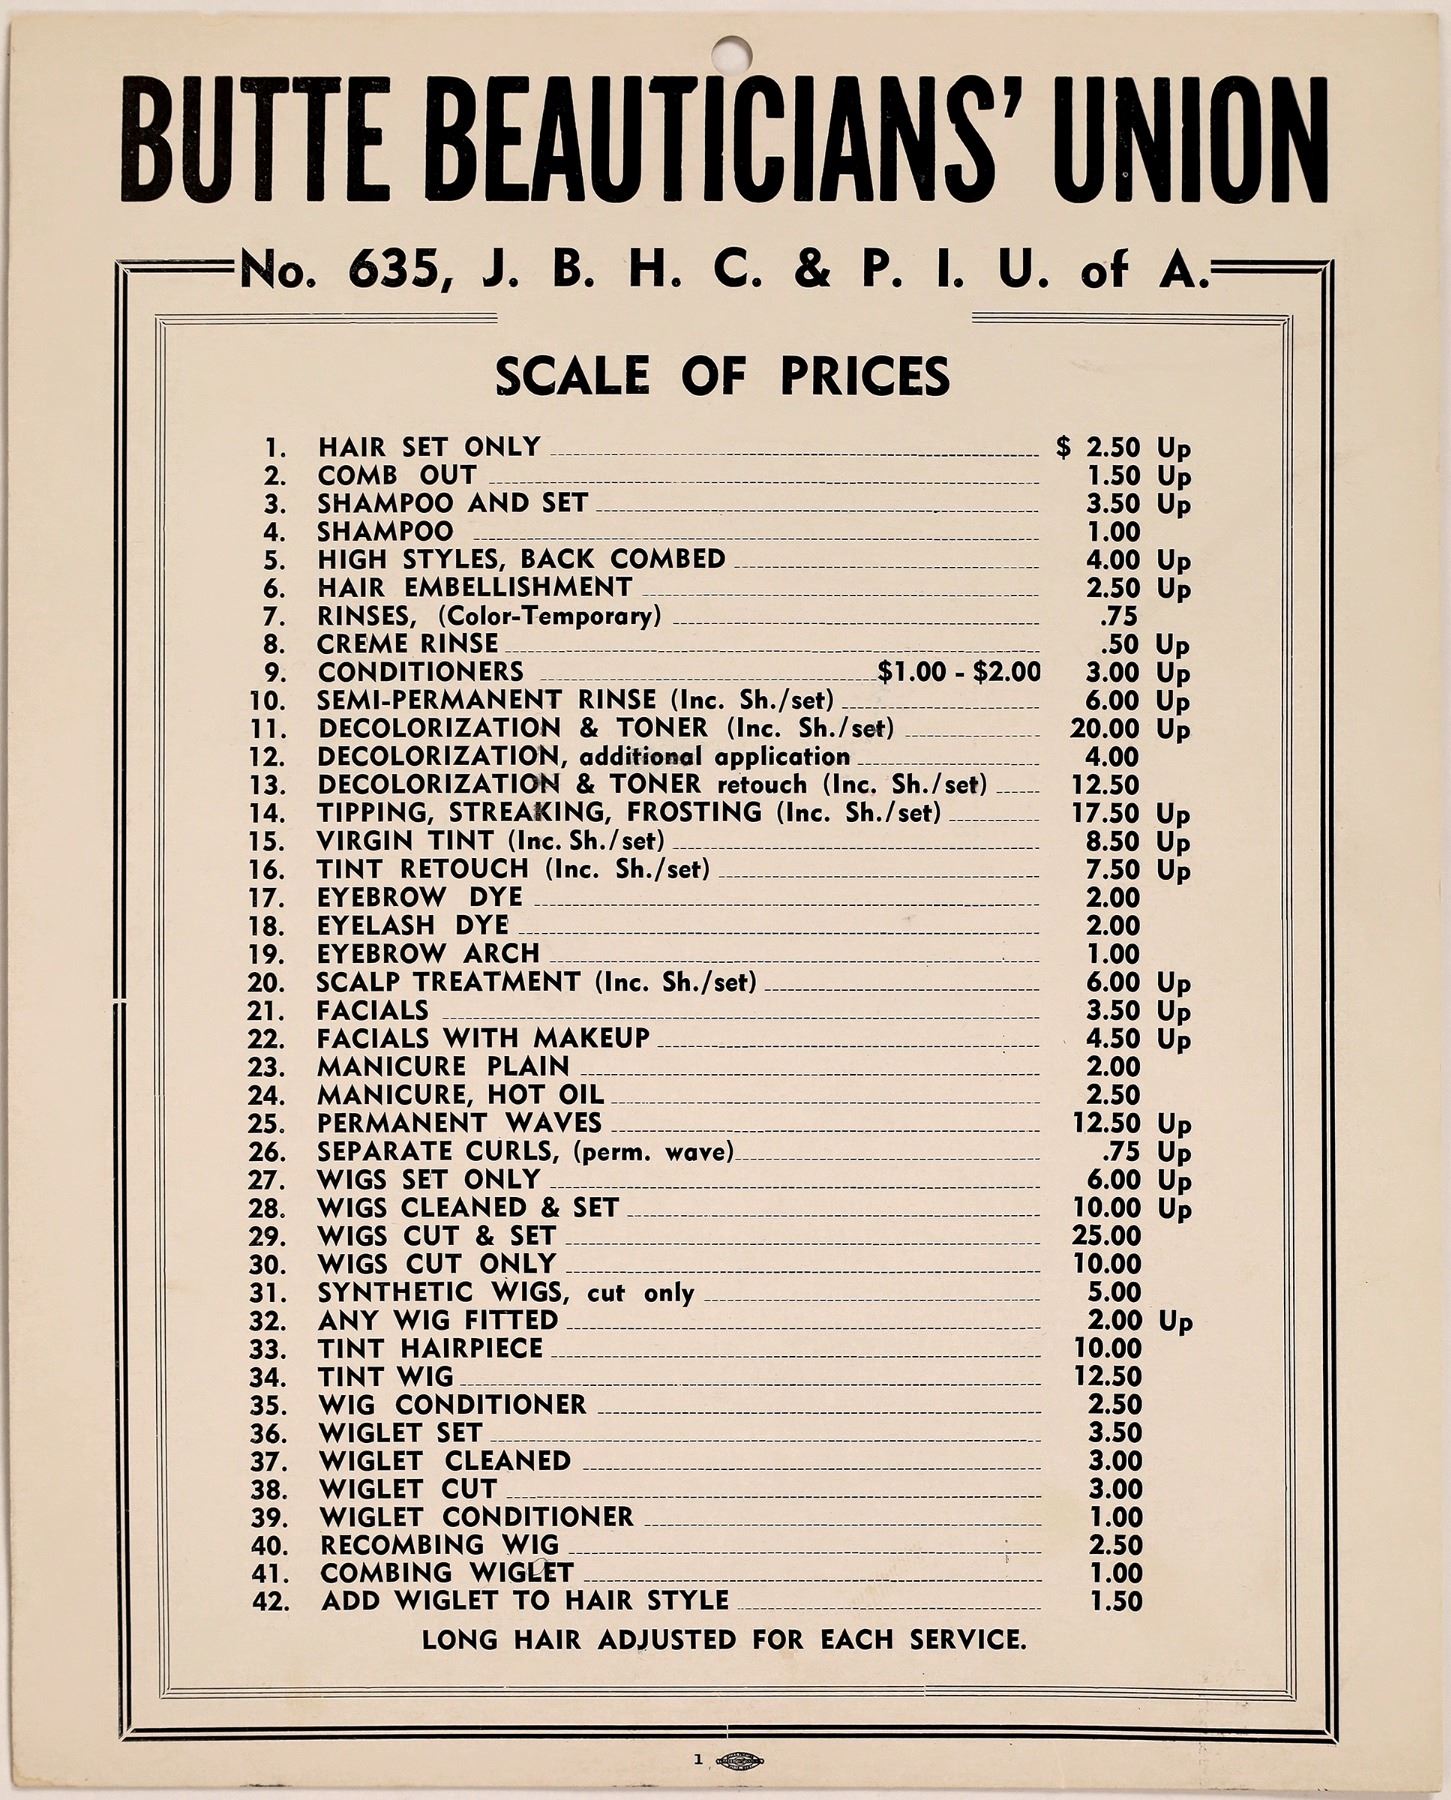 BUTTE BEAUTICIANS' UNION
No. 635, J. B. H. C. & P. I. U. of A.
SCALE OF PRICES
1. HAIR SET ONLY $ 2.50 Up
2. COMB OUT 1.50 Up
3. SHAMPOO AND SET 3.50 Up
4. SHAMPOO 1.00
5. HIGH STYLES, BACK COMBED 4.00 Up
6. HAIR EMBELLISHMENT 2.50 Up
7. RINSES, (Color-Temporary) .75
8. CREME RINSE .50 Up
9. CONDITIONERS $1.00 - $2.00 3.00 Up
10. SEMI-PERMANENT RINSE (Inc. Sh./set) 6.00 Up
11. DECOLORIZATION & TONER (Inc. Sh./set) 20.00 Up
12. DECOLORIZATION, additional application 4.00
13. DECOLORIZATION & TONER retouch (Inc. Sh./set) 12.50
14. TIPPING, STREAKING, FROSTING (Inc. Sh./set) 17.50 Up
15. VIRGIN TINT (Inc. Sh./set) 8.50 Up
16. TINT RETOUCH (Inc. Sh./set) 7.50 Up
17. EYEBROW DYE 2.00
18. EYELASH DYE 2.00
19. EYEBROW ARCH 1.00
20. SCALP TREATMENT (Inc. Sh./set) 6.00 Up
21. FACIALS 3.50 Up
22. FACIALS WITH MAKEUP 4.50 Up
23. MANICURE PLAIN 2.00
24. MANICURE, HOT OIL 2.50
25. PERMANENT WAVES 12.50 Up
26. SEPARATE CURLS, (perm. wave) .75 Up
27. WIGS SET ONLY 6.00 Up
28. WIGS CLEANED & SET 10.00 Up
29. WIGS CUT & SET 25.00
30. WIGS CUT ONLY 10.00
31. SYNTHETIC WIGS, cut only 5.00
32. ANY WIG FITTED 2.00 Up
33. TINT HAIRPIECE 10.00
34. TINT WIG 12.50
35. WIG CONDITIONER 2.50
36. WIGLET SET 3.50
37. WIGLET CLEANED 3.00
38. WIGLET CUT 3.00
39. WIGLET CONDITIONER 1.00
40. RECOMBING WIG 2.50
41. COMBING WIGLET 1.00
42. ADD WIGLET TO HAIR STYLE 1.50
LONG HAIR ADJUSTED FOR EACH SERVICE.
1